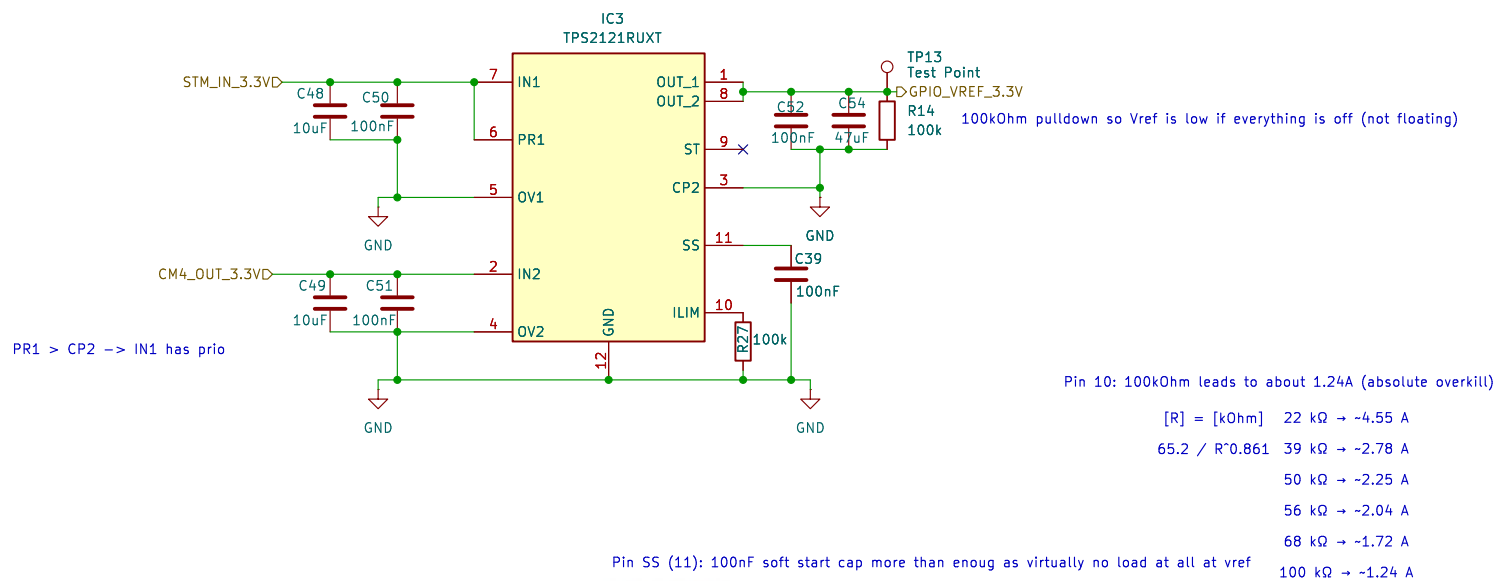 IC3
TPS2121RUXT
TP13
Test Point
STM_IN_3.3V
7
IN1
OUT_1
1
GPIO_VREF_3.3V
C48
C50
OUT_2
8
C52
C54
R14
100kOhm pulldown so Vref is low if everything is off (not floating)
10uF
100nF
6
PR1
100nF
47uF
100k
ST
9
5
OV1
CP2
3
GND
GND
SS
11
CM4_OUT_3.3V
2
IN2
C39
C49
C51
100nF
10uF
100nF
4
OV2
GND
ILIM
10
R27
100k
PR1 > CP2 -> IN1 has prio
12
GND
GND
Pin 10: 100kOhm leads to about 1.24A (absolute overkill)
[R] = [kOhm] 22 kΩ → ~4.55 A
65.2 / R^0.861 39 kΩ → ~2.78 A
50 kΩ → ~2.25 A
56 kΩ → ~2.04 A
68 kΩ → ~1.72 A
Pin SS (11): 100nF soft start cap more than enoug as virtually no load at all at vref
100 kΩ → ~1.24 A